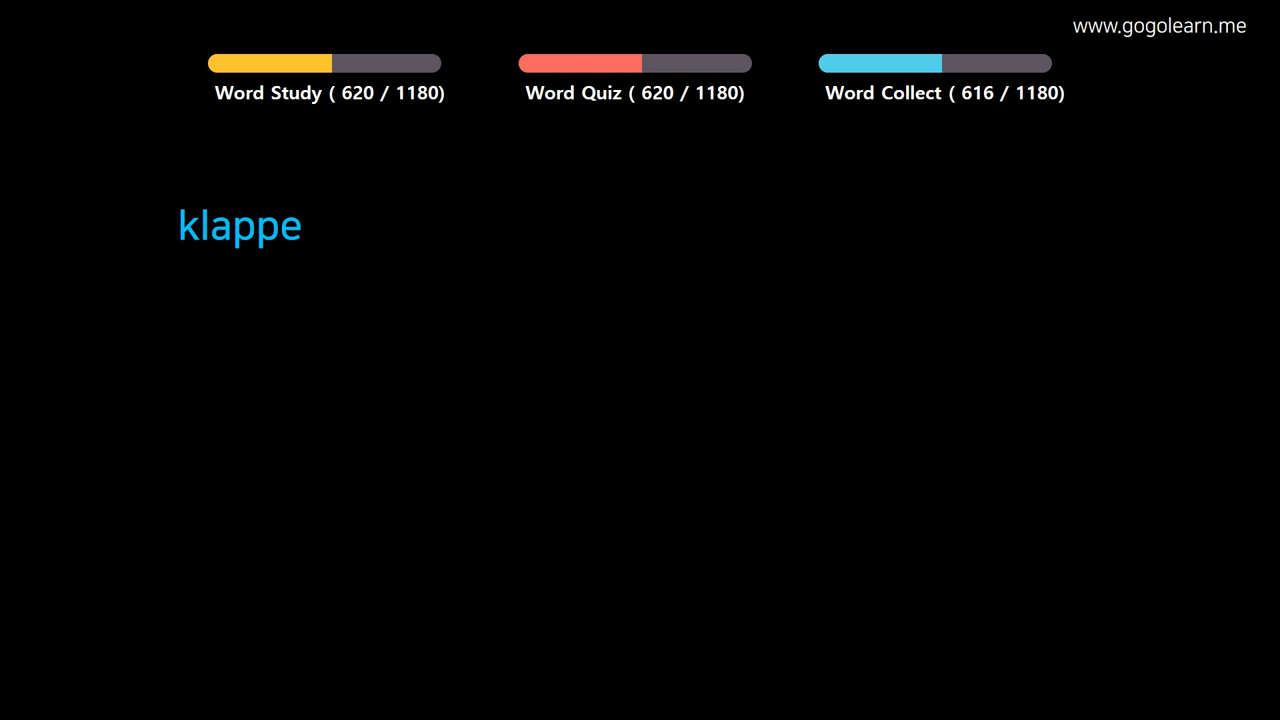 www.gogolearn.me
Word Study ( 620 / 1180)
Word Quiz ( 620 / 1180)
Word Collect ( 616 / 1180)
klappe